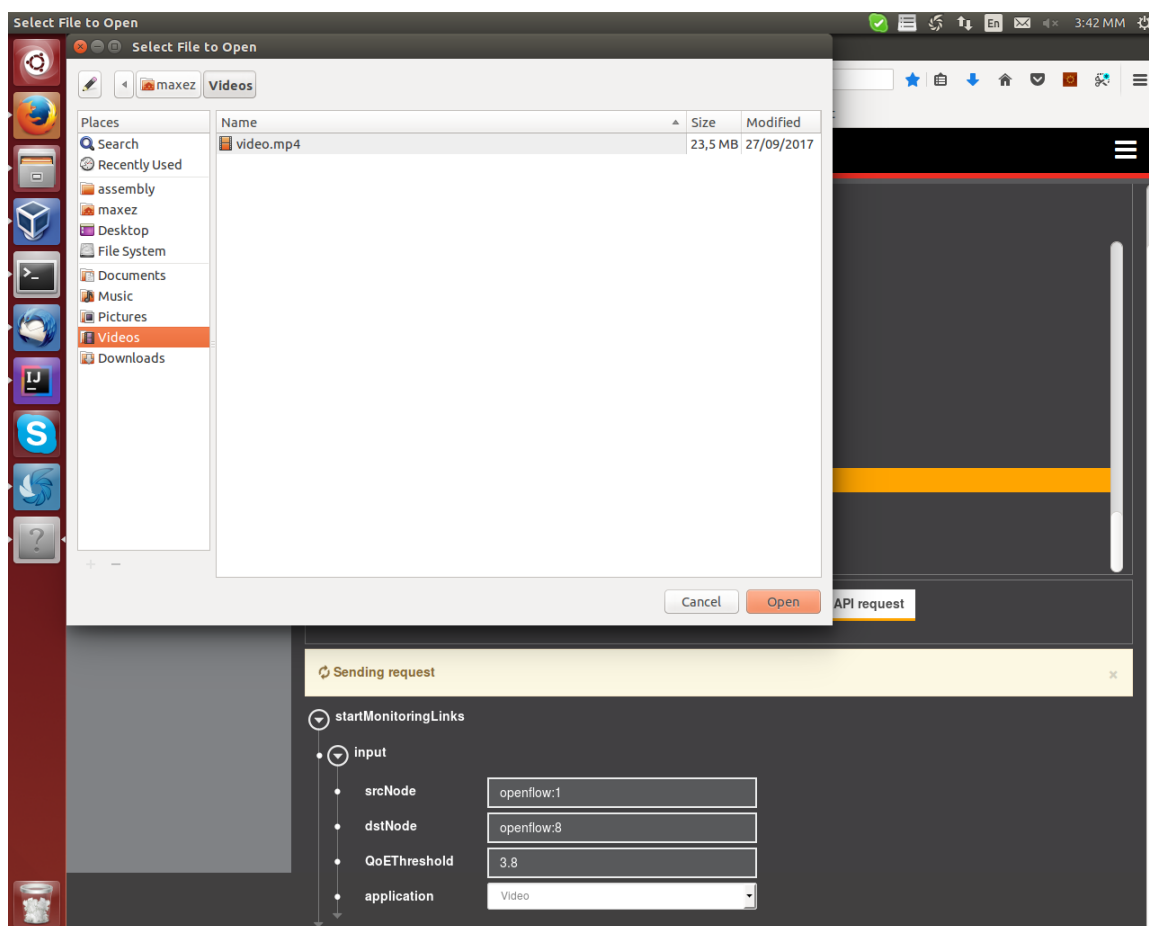 Select File to Open
En
3:42 MM
Select File to Open
maxez
Videos
Places
Name
Size
Modified
Search
video.mp4
23,5 MB
27/09/2017
Recently Used
assembly
maxez
Desktop
File System
Documents
Music
Pictures
Videos
Downloads
IJ
S
?
Cancel
Open
API request
Sending request
startMonitoringLinks
input
srcNode
openflow:1
dstNode
openflow:8
QoEThreshold
3.8
application
Video